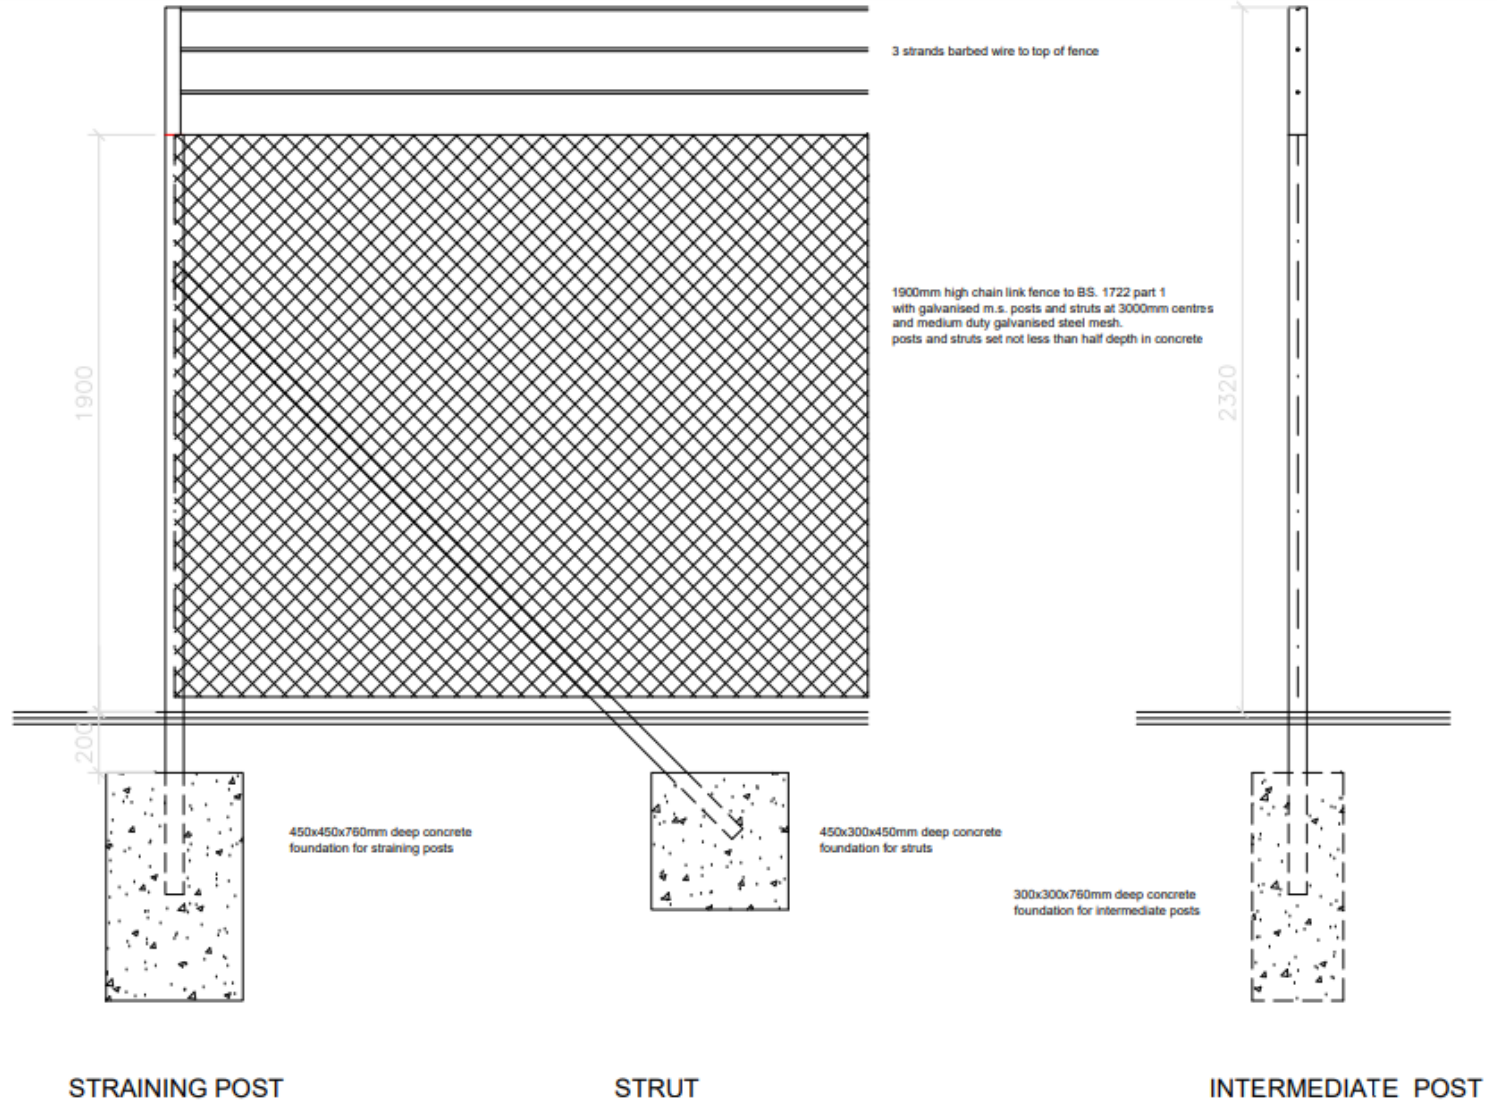 3 strands barbed wire to top of fence
1900mm high chain link fence to BS. 1722 part 1
with galvanised m.s. posts and struts at 3000mm centres
and medium duty galvanised steel mesh.
posts and struts set not less than half depth in concrete
1900
2320
200
450x450x760mm deep concrete
foundation for straining posts
450x300x450mm deep concrete
foundation for struts
300x300x760mm deep concrete
foundation for intermediate posts
STRAINING POST
STRUT
INTERMEDIATE POST